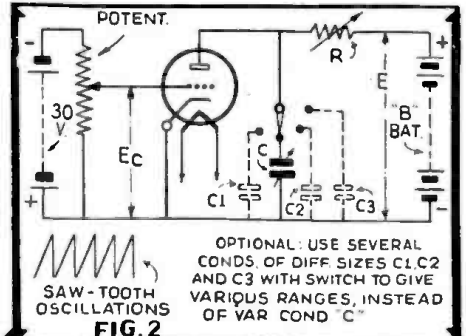 POTENT.
-
+
30
V.
+
EC
R
E
"B"
BAT.
-
C
C1
C2
C3
SAW-TOOTH
OSCILLATIONS
OPTIONAL: USE SEVERAL
CONDS. OF DIFF. SIZES C1,C2
AND C3 WITH SWITCH TO GIVE
VARIOUS RANGES, INSTEAD
OF VAR COND "C"
FIG. 2